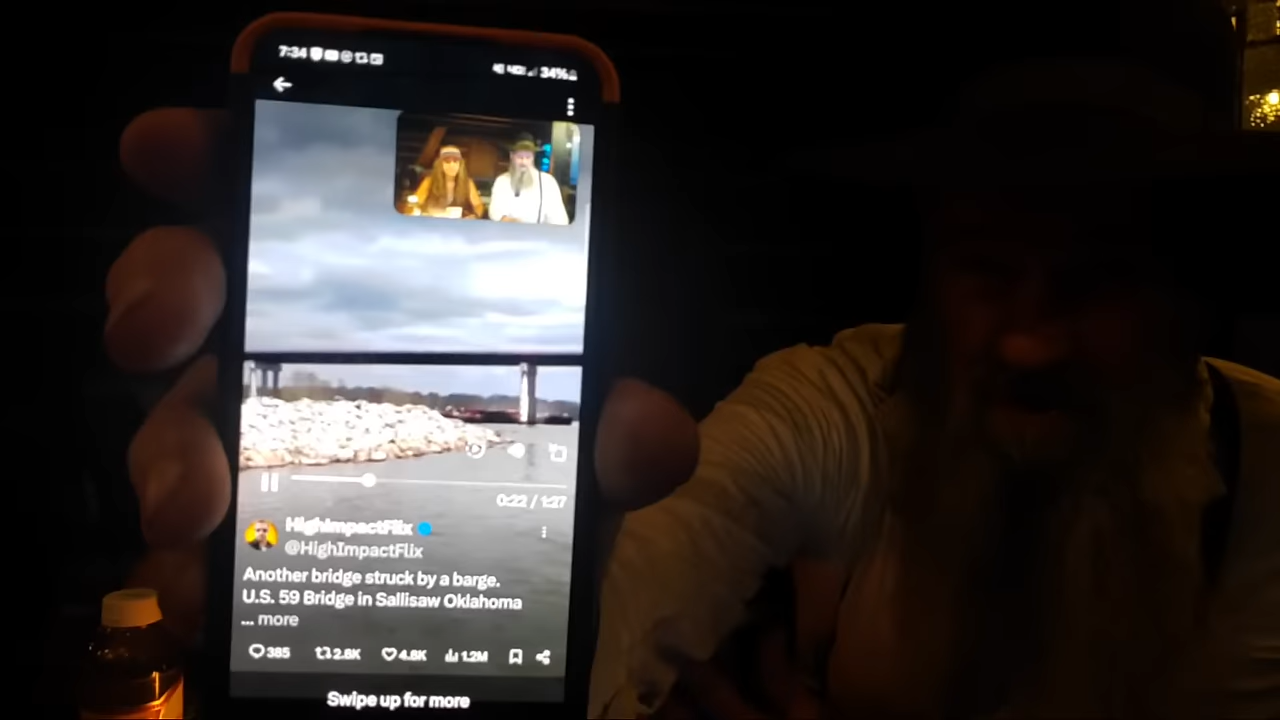 7:34
34%
0:22 / 1:27
HighImpactFlix
@HighImpactFlix
Another bridge struck by a barge.
U.S. 59 Bridge in Sallisaw Oklahoma
... more
385 2.8K 4.8K 1.2M
Swipe up for more